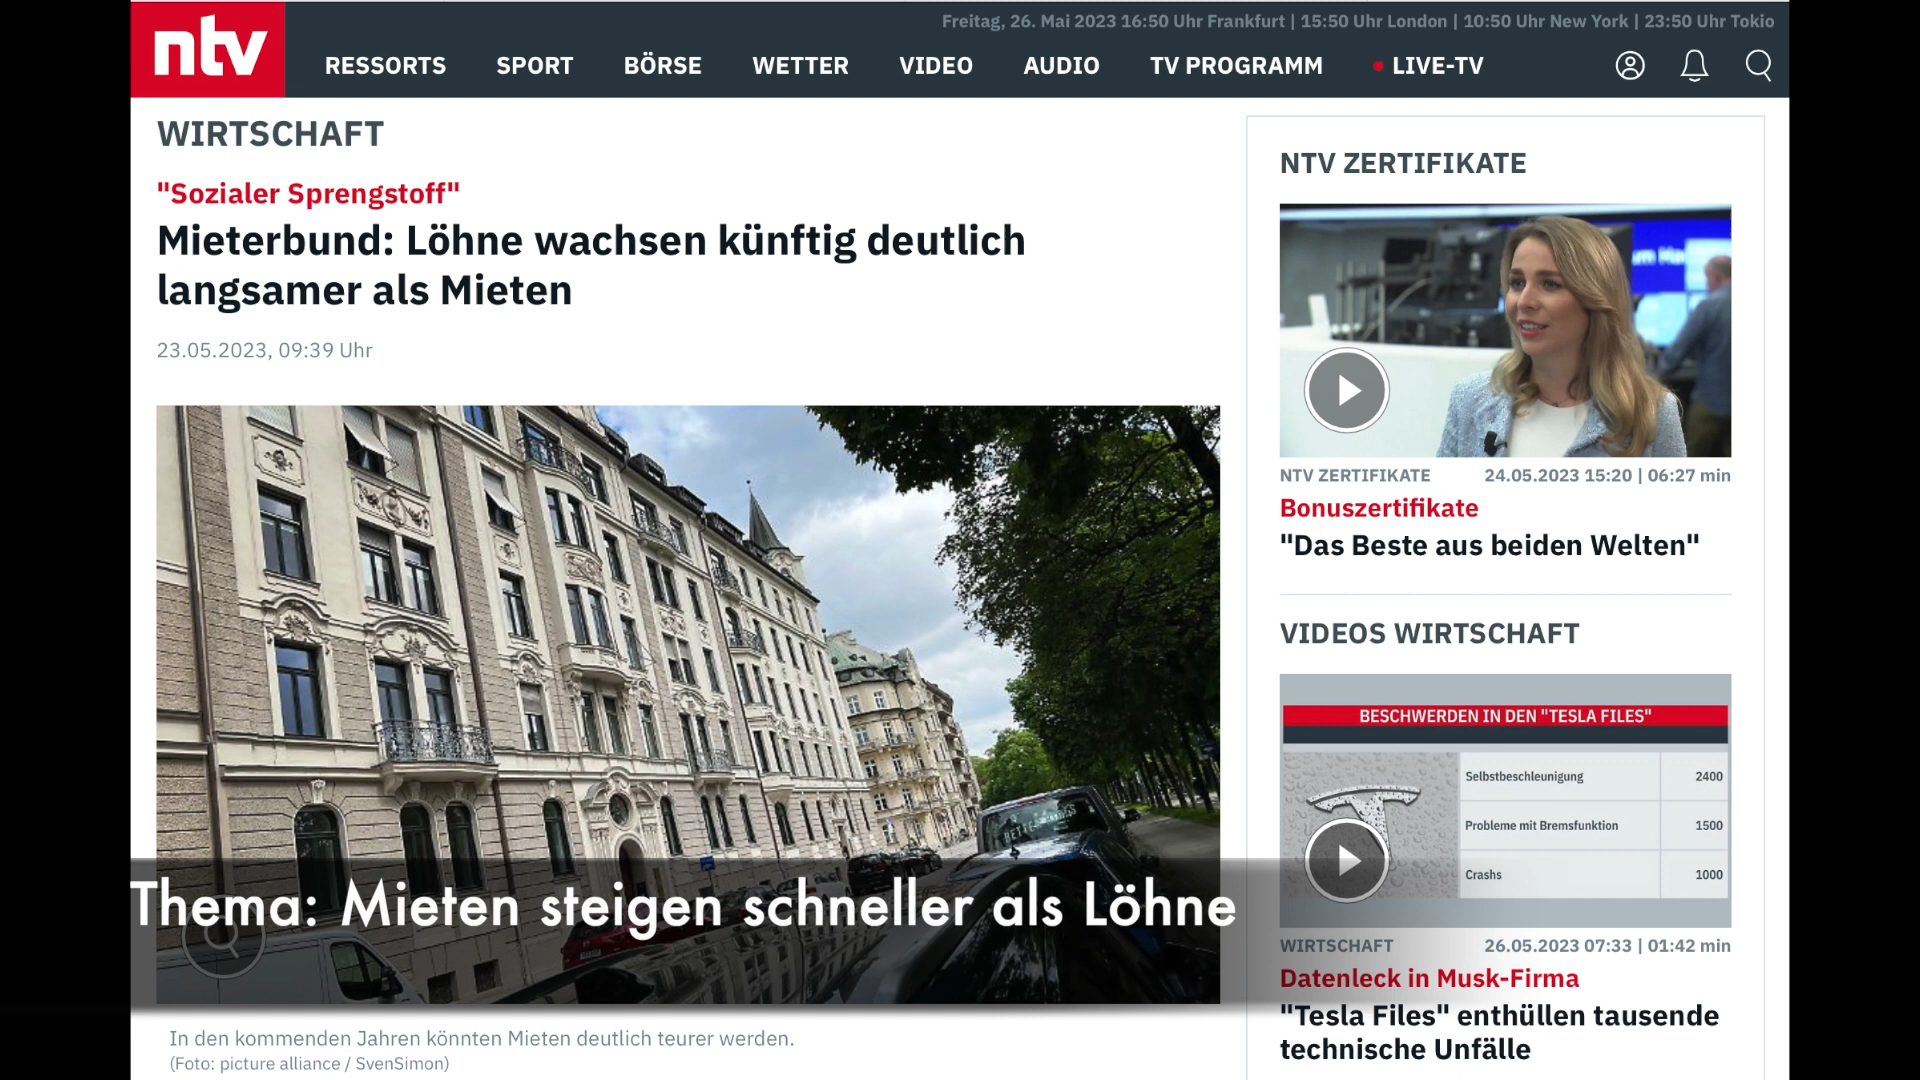 ntv
Freitag, 26. Mai 2023 16:50 Uhr Frankfurt | 15:50 Uhr London | 10:50 Uhr New York | 23:50 Uhr Tokio
RESSORTS SPORT BÖRSE WETTER VIDEO AUDIO TV PROGRAMM LIVE-TV
WIRTSCHAFT
"Sozialer Sprengstoff"
Mieterbund: Löhne wachsen künftig deutlich
langsamer als Mieten
23.05.2023, 09:39 Uhr
Thema: Mieten steigen schneller als Löhne
In den kommenden Jahren könnten Mieten deutlich teurer werden.
(Foto: picture alliance / SvenSimon)
NTV ZERTIFIKATE
NTV ZERTIFIKATE 24.05.2023 15:20 | 06:27 min
Bonuszertifikate
"Das Beste aus beiden Welten"
VIDEOS WIRTSCHAFT
BESCHWERDEN IN DEN "TESLA FILES"
Selbstbeschleunigung 2400
Probleme mit Bremsfunktion 1500
Crashs 1000
WIRTSCHAFT 26.05.2023 07:33 | 01:42 min
Datenleck in Musk-Firma
"Tesla Files" enthüllen tausende
technische Unfälle